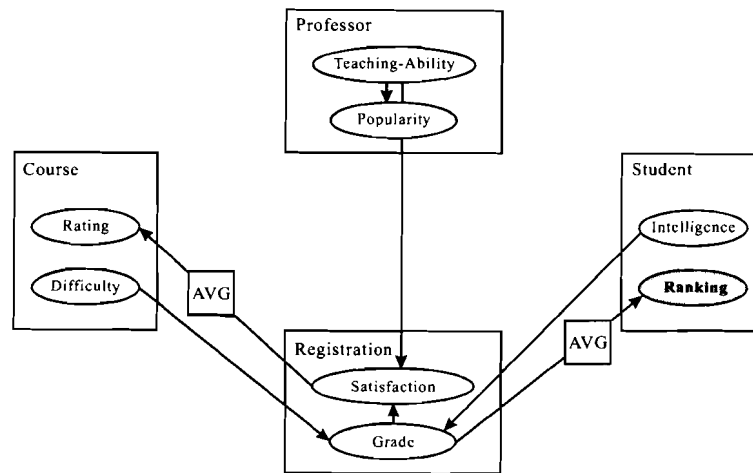 Professor
Teaching-Ability
Popularity
Course
Rating
Difficulty
AVG
Student
Intelligence
Ranking
AVG
Registration
Satisfaction
Grade